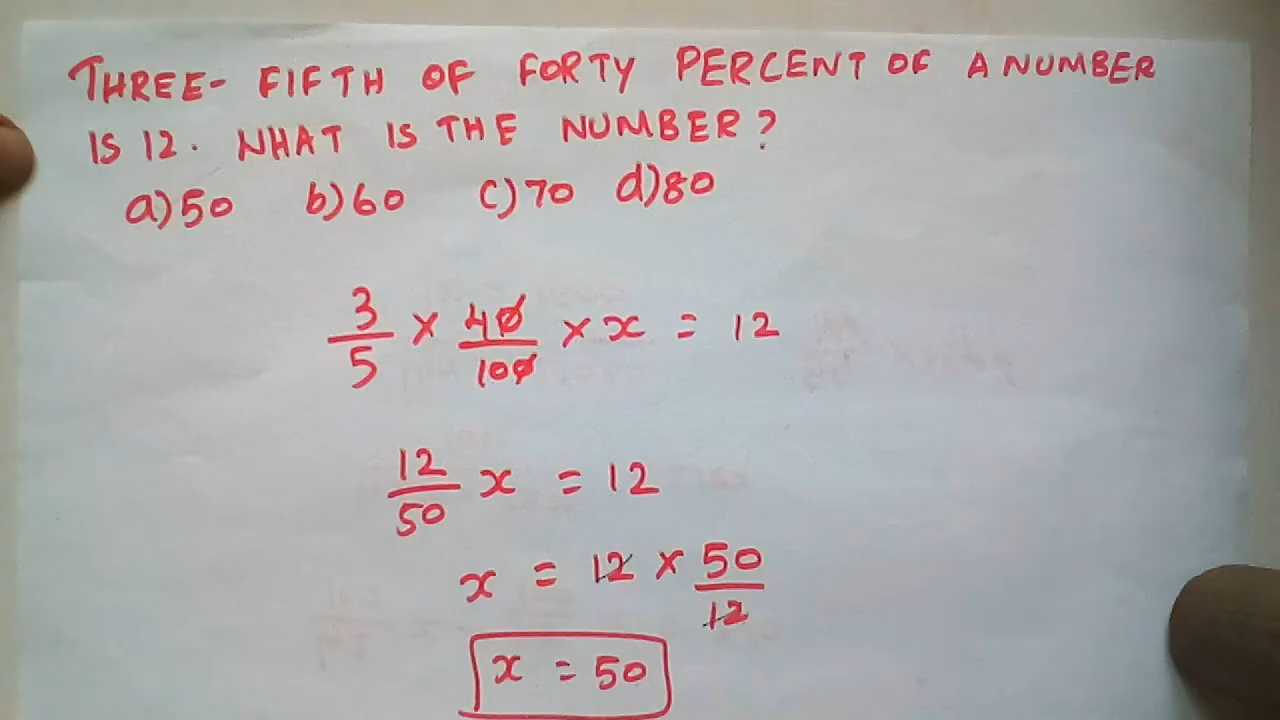 THREE- FIFTH OF FORTY PERCENT OF A NUMBER
IS 12. WHAT IS THE NUMBER?
a) 50 b) 60 c) 70 d) 80
3/5 × 40/100 × x = 12
12/50 x = 12
x = 12 × 50/12
x = 50